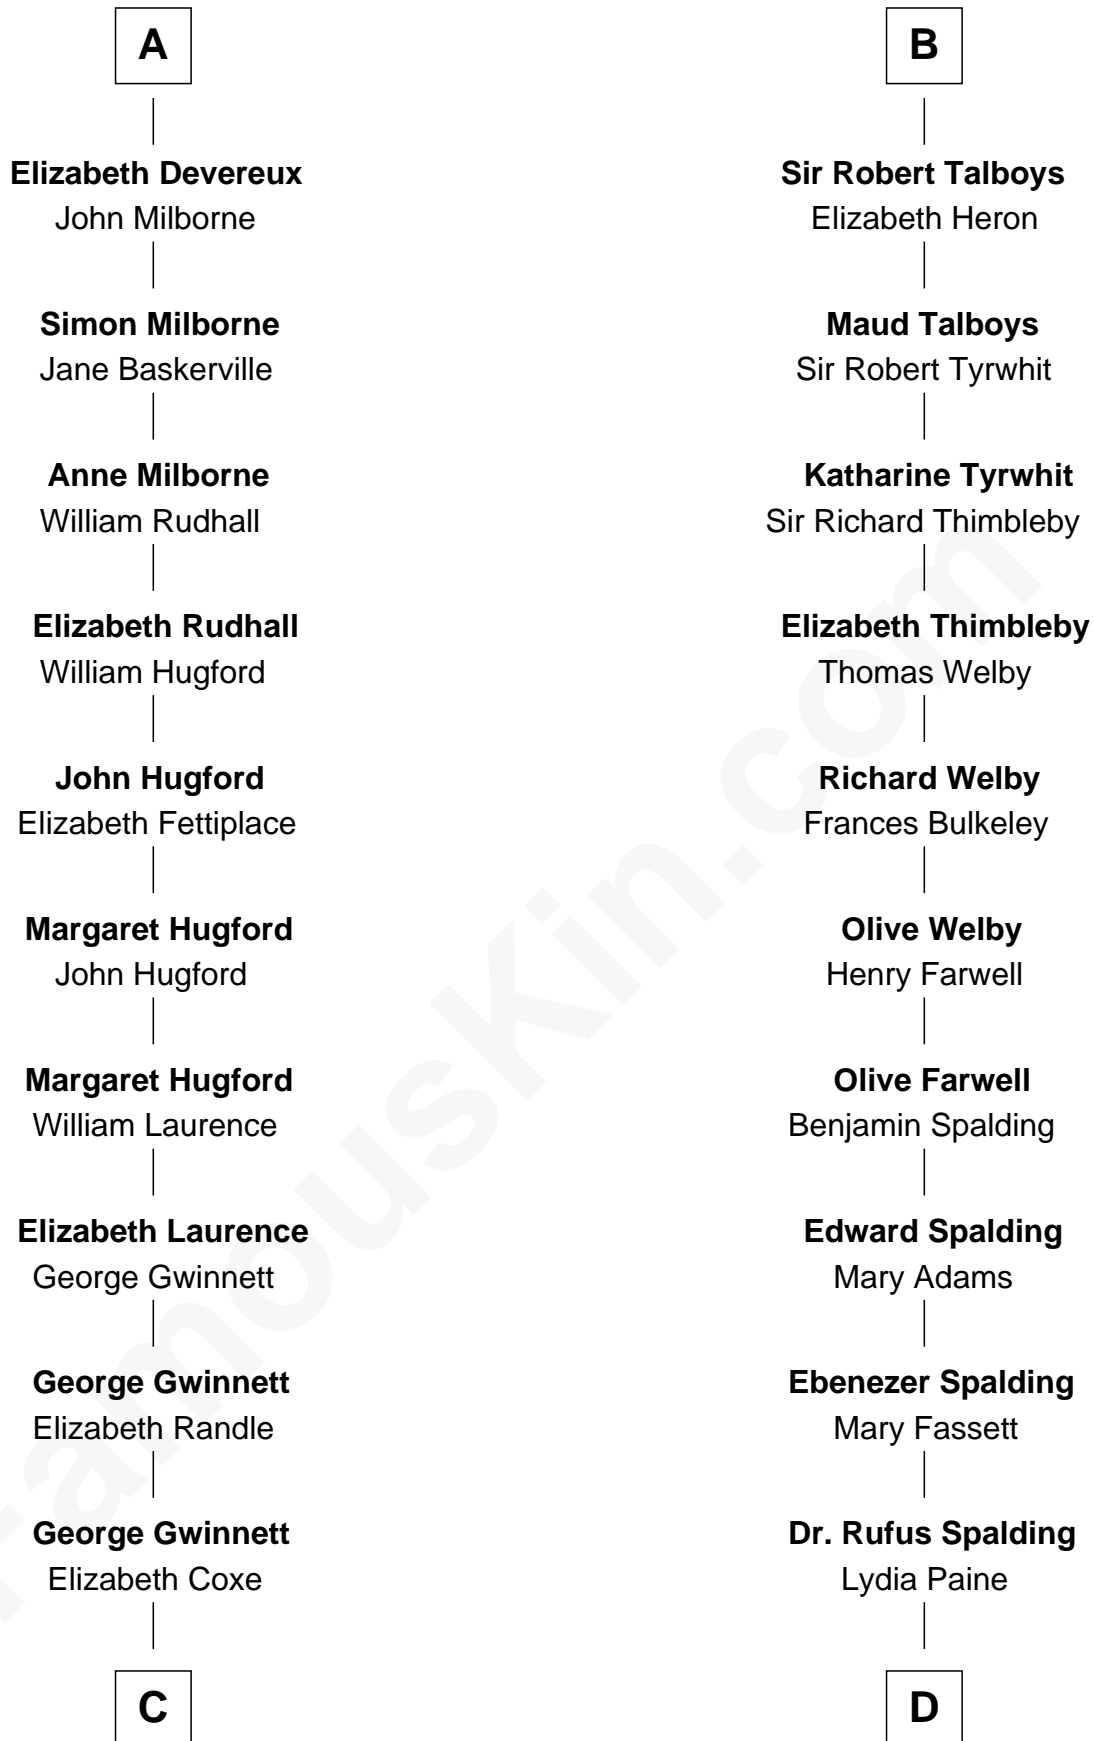 A
Elizabeth Devereux
John Milborne
Simon Milborne
Jane Baskerville
Anne Milborne
William Rudhall
Elizabeth Rudhall
William Hugford
John Hugford
Elizabeth Fettiplace
Margaret Hugford
John Hugford
Margaret Hugford
William Laurence
Elizabeth Laurence
George Gwinnett
George Gwinnett
Elizabeth Randle
George Gwinnett
Elizabeth Coxe
C
B
Sir Robert Talboys
Elizabeth Heron
Maud Talboys
Sir Robert Tyrwhit
Katharine Tyrwhit
Sir Richard Thimbleby
Elizabeth Thimbleby
Thomas Welby
Richard Welby
Frances Bulkeley
Olive Welby
Henry Farwell
Olive Farwell
Benjamin Spalding
Edward Spalding
Mary Adams
Ebenezer Spalding
Mary Fassett
Dr. Rufus Spalding
Lydia Paine
D
FamousKin.com